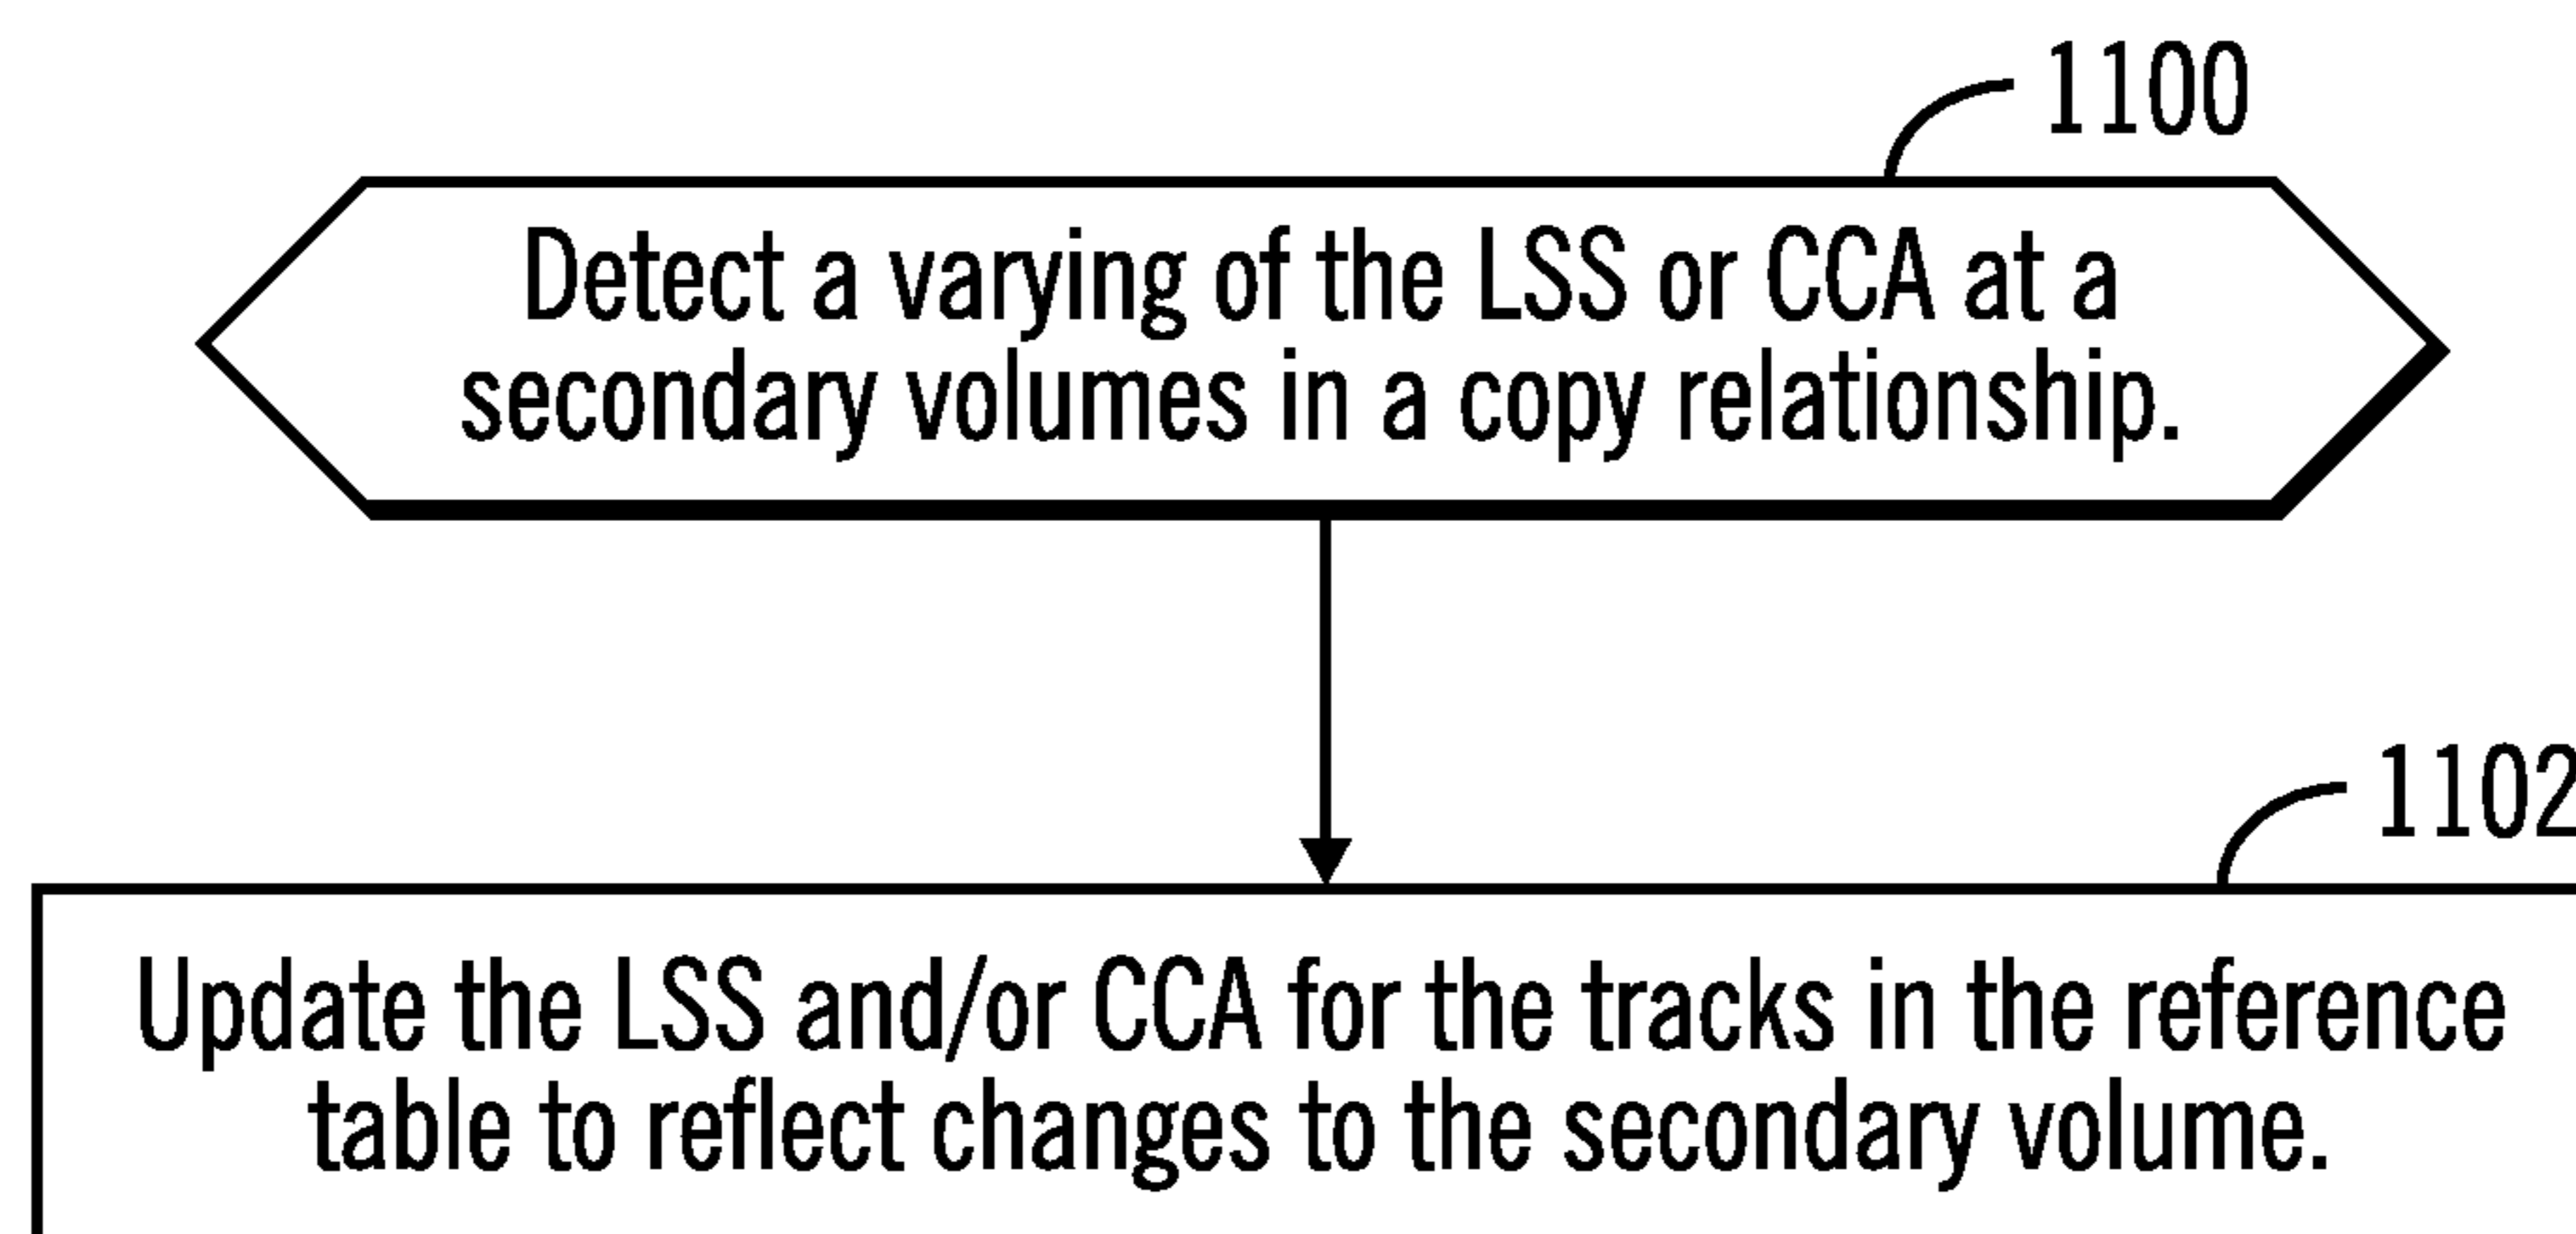 1100
Detect a varying of the LSS or CCA at a
secondary volumes in a copy relationship.
1102
Update the LSS and/or CCA for the tracks in the reference
table to reflect changes to the secondary volume.